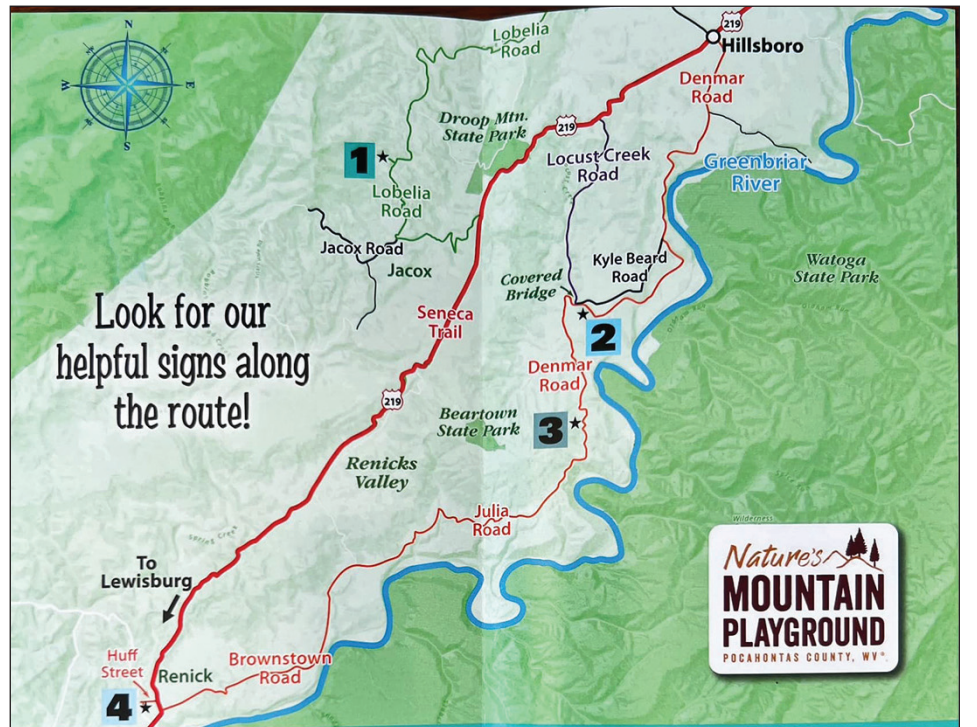 219
Hillsboro
Lobelia
Road
Denmar
Road
N
W
E
S
Droop Mtn.
State Park
219
1
Locust Creek
Road
Greenbriar
River
Lobelia
Road
Jacox Road
Jacox
Kyle Beard
Road
Watoga
State Park
Covered
Bridge
Look for our
helpful signs along
the route!
Seneca
Trail
2
Denmar
Road
219
Beartown
State Park
3
Renicks
Valley
Julia
Road
Wilderness
Spring Creek
To
Lewisburg
Nature's
MOUNTAIN
PLAYGROUND
POCAHONTAS COUNTY, WV
Huff
Street
Renick
Brownstown
Road
4